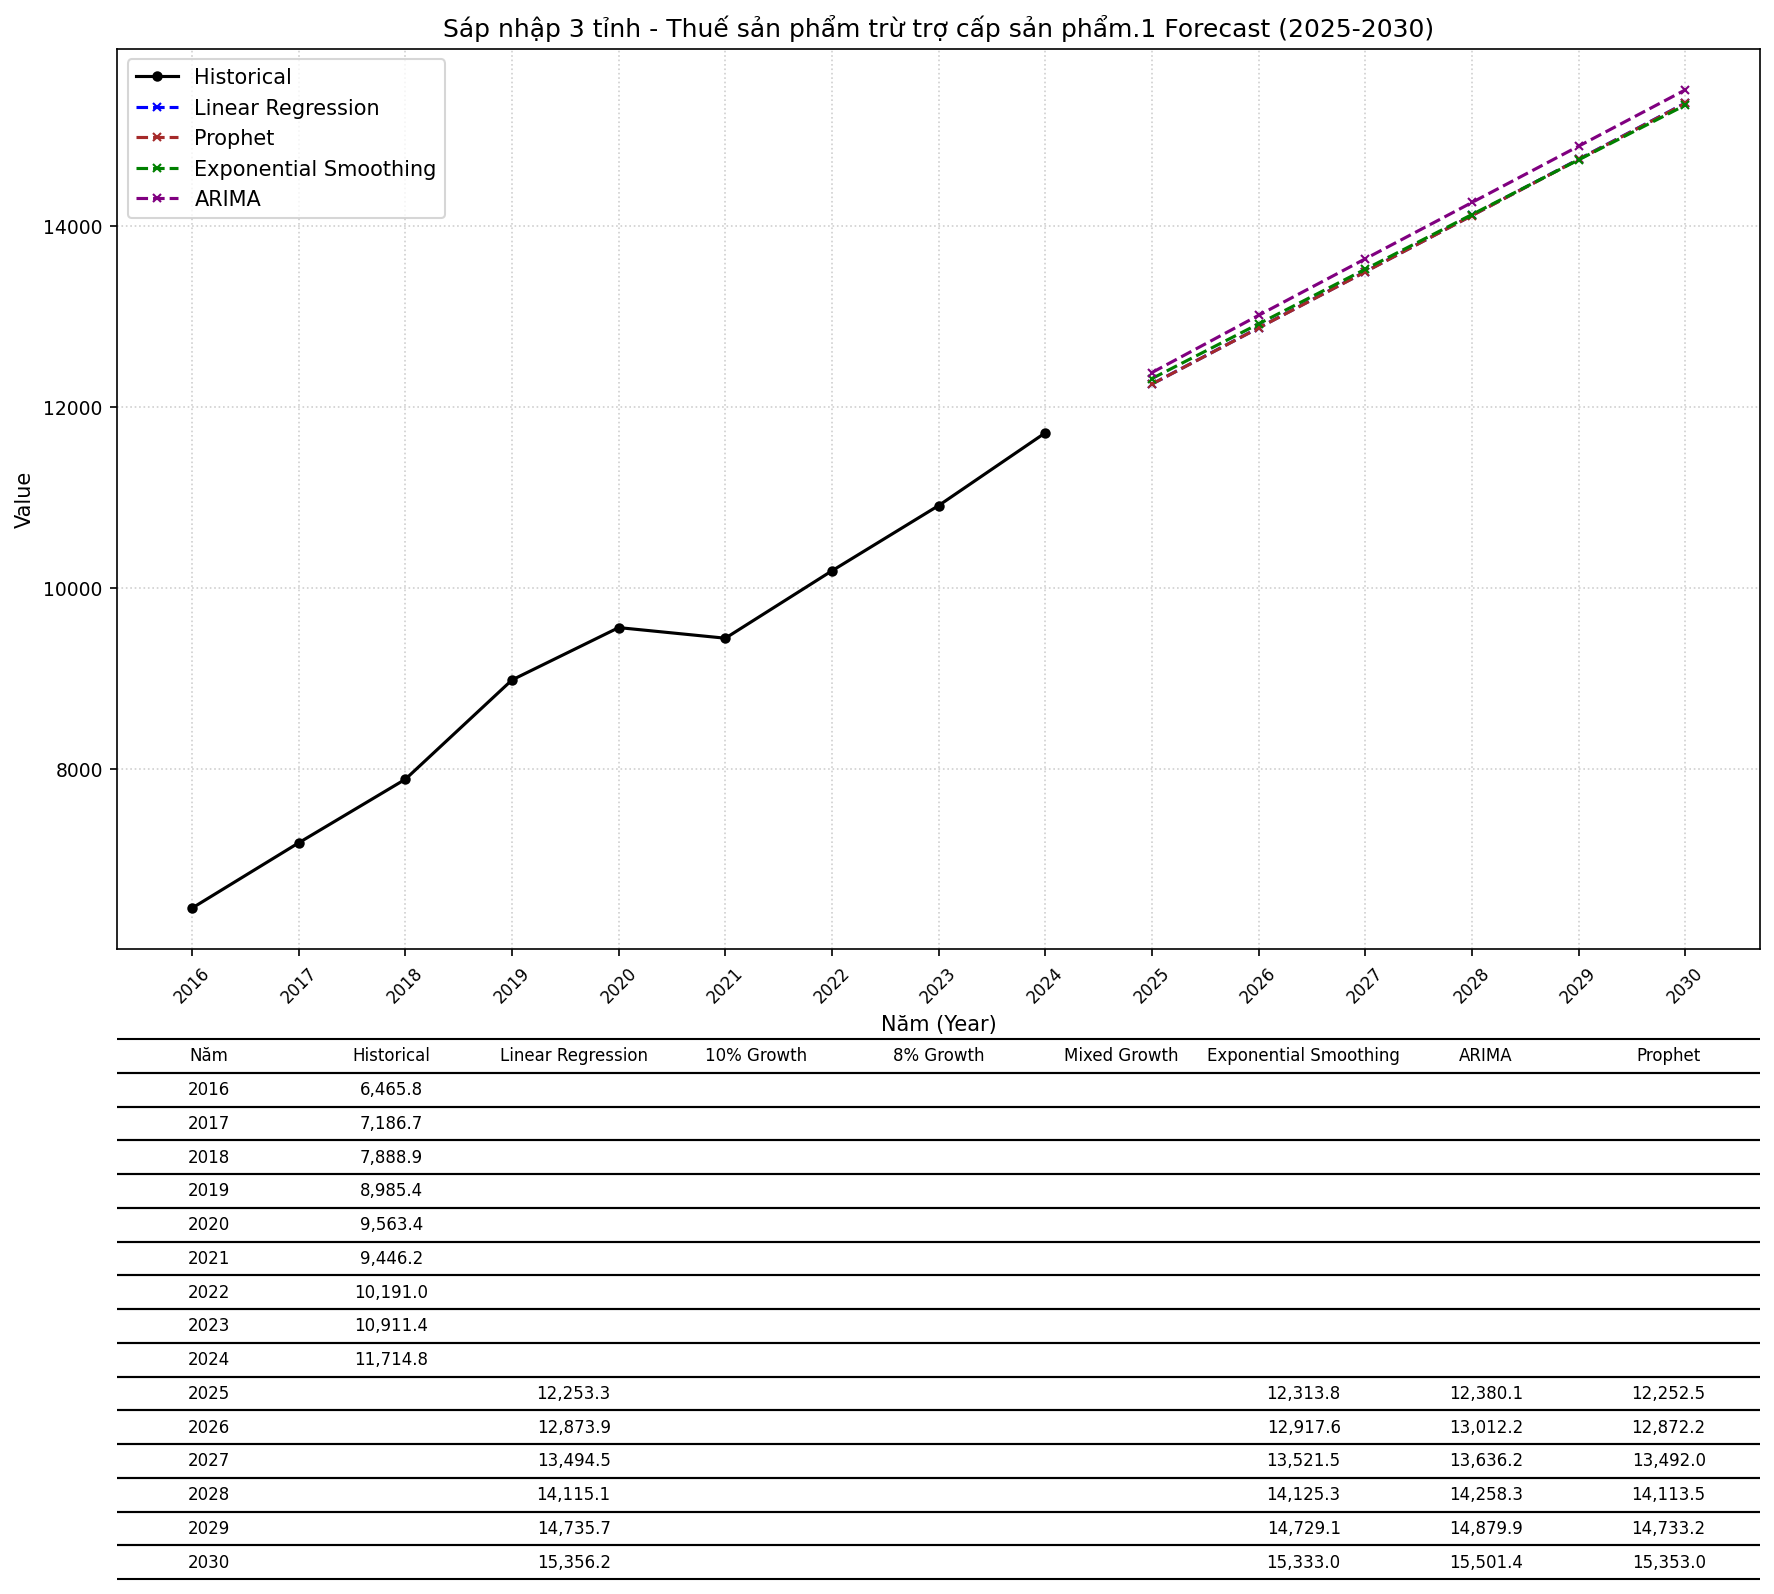 Sáp nhập 3 tỉnh - Thuế sản phẩm trừ trợ cấp sản phẩm.1 Forecast (2025-2030)
Historical
Linear Regression
Prophet
Exponential Smoothing
ARIMA
Value
14000
12000
10000
8000
2016 2017 2018 2019 2020 2021 2022 2023 2024 2025 2026 2027 2028 2029 2030
Năm (Year)
Năm Historical Linear Regression 10% Growth 8% Growth Mixed Growth Exponential Smoothing ARIMA Prophet
2016 6,465.8
2017 7,186.7
2018 7,888.9
2019 8,985.4
2020 9,563.4
2021 9,446.2
2022 10,191.0
2023 10,911.4
2024 11,714.8
2025 12,253.3 12,313.8 12,380.1 12,252.5
2026 12,873.9 12,917.6 13,012.2 12,872.2
2027 13,494.5 13,521.5 13,636.2 13,492.0
2028 14,115.1 14,125.3 14,258.3 14,113.5
2029 14,735.7 14,729.1 14,879.9 14,733.2
2030 15,356.2 15,333.0 15,501.4 15,353.0